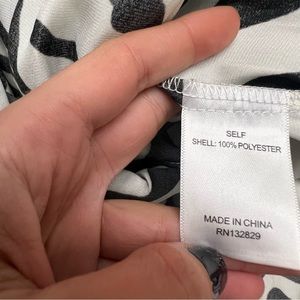 SELF
SHELL: 100% POLYESTER
MADE IN CHINA
RN132829